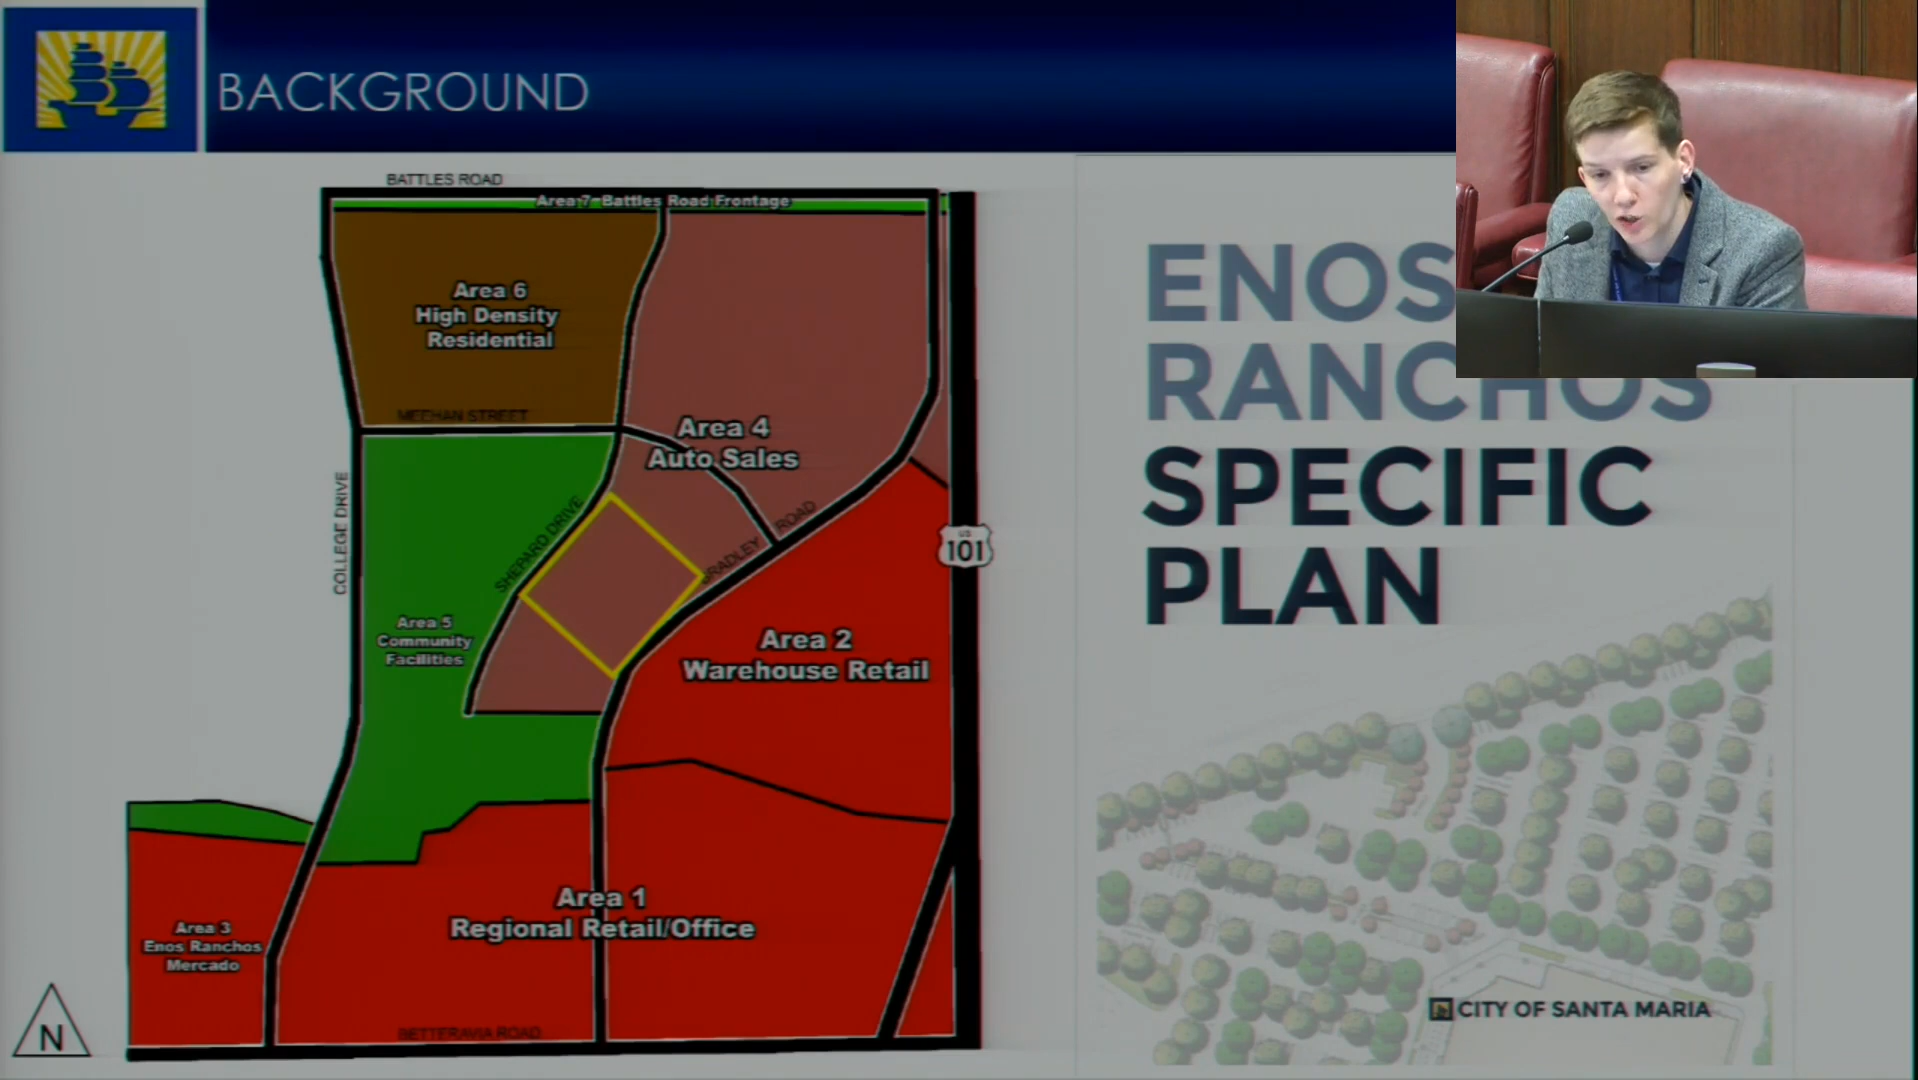 BACKGROUND
BATTLES ROAD
Area 7 Battles Road Frontage
Area 6
High Density
Residential
MEEHAN STREET
Area 4
Auto Sales
COLLEGE DRIVE
SHEPARD DRIVE
BRADLEY ROAD
US
101
Area 5
Community
Facilities
Area 2
Warehouse Retail
Area 1
Regional Retail/Office
Area 3
Enos Ranchos
Mercado
BETTERAVIA ROAD
N
ENOS
RANCHOS
SPECIFIC
PLAN
CITY OF SANTA MARIA